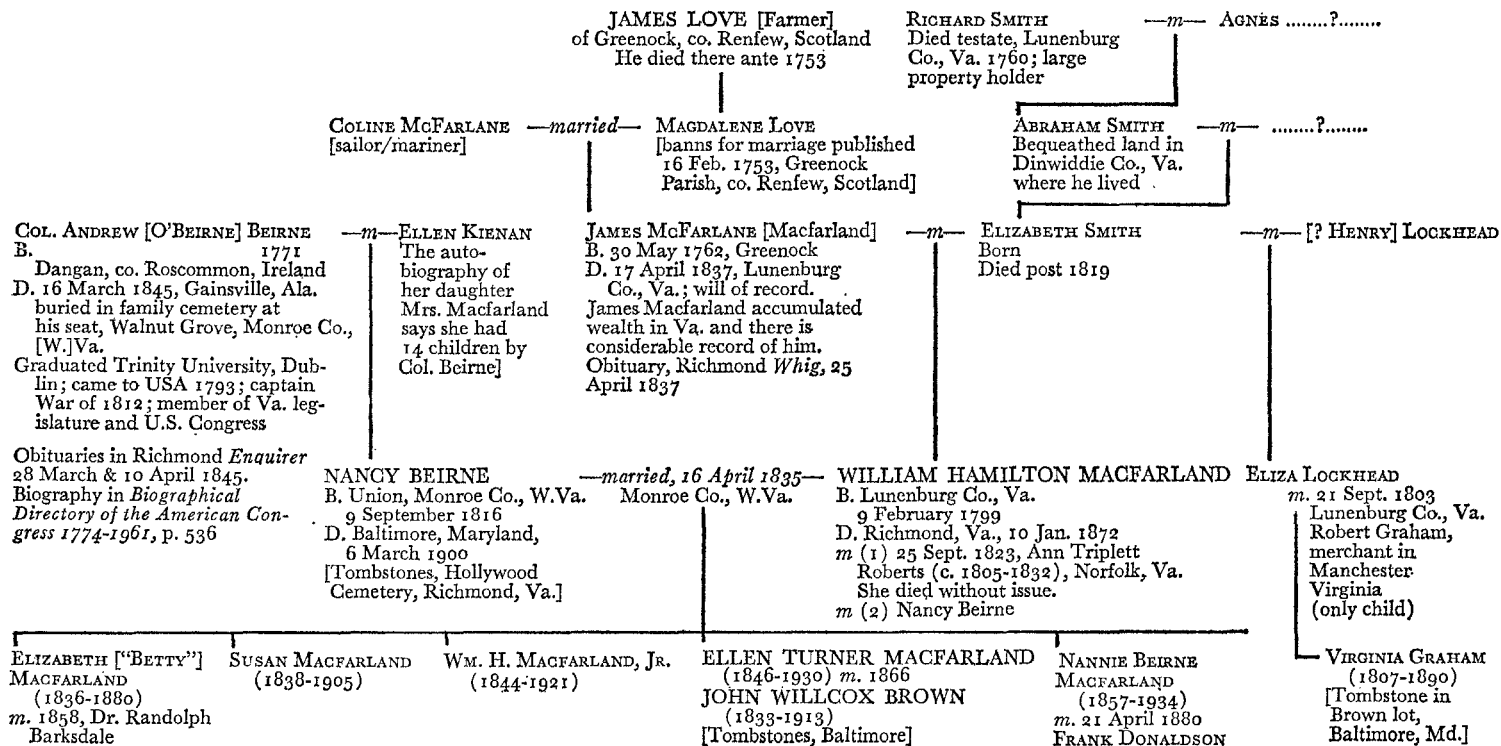 JAMES LOVE [Farmer]
of Greenock, co. Renfew, Scotland
He died there ante 1753
RICHARD SMITH
Died testate, Lunenburg
Co., Va. 1760; large
property holder
—m—
AGNES ........?........
COLINE MCFARLANE
[sailor/mariner]
—married—
MAGDALENE LOVE
[banns for marriage published
16 Feb. 1753, Greenock
Parish, co. Renfew, Scotland]
ABRAHAM SMITH
Bequeathed land in
Dinwiddie Co., Va.
where he lived
—m—
........?........
COL. ANDREW [O'BEIRNE] BEIRNE
B. 1771
Dangan, co. Roscommon, Ireland
D. 16 March 1845, Gainsville, Ala.
buried in family cemetery at
his seat, Walnut Grove, Monroe Co.,
[W.]Va.
Graduated Trinity University, Dub-
lin; came to USA 1793; captain
War of 1812; member of Va. leg-
islature and U.S. Congress
Obituaries in Richmond Enquirer
28 March & 10 April 1845.
Biography in Biographical
Directory of the American Con-
gress 1774-1961, p. 536
—m—
ELLEN KIENAN
The auto-
biography of
her daughter
Mrs. Macfarland
says she had
14 children by
Col. Beirne]
JAMES MCFARLANE [Macfarland]
B. 30 May 1762, Greenock
D. 17 April 1837, Lunenburg
Co., Va.; will of record.
James Macfarland accumulated
wealth in Va. and there is
considerable record of him.
Obituary, Richmond Whig, 25
April 1837
—m—
ELIZABETH SMITH
Born
Died post 1819
—m—
[? HENRY] LOCKHEAD
NANCY BEIRNE
B. Union, Monroe Co., W.Va.
9 September 1816
D. Baltimore, Maryland,
6 March 1900
[Tombstones, Hollywood
Cemetery, Richmond, Va.]
—married, 16 April 1835—
Monroe Co., W.Va.
WILLIAM HAMILTON MACFARLAND
B. Lunenburg Co., Va.
9 February 1799
D. Richmond, Va., 10 Jan. 1872
m (1) 25 Sept. 1823, Ann Triplett
Roberts (c. 1805-1832), Norfolk, Va.
She died without issue.
m (2) Nancy Beirne
ELIZA LOCKHEAD
m. 21 Sept. 1803
Lunenburg Co., Va.
Robert Graham,
merchant in
Manchester
Virginia
(only child)
ELIZABETH ["BETTY"]
MACFARLAND
(1836-1880)
m. 1858, Dr. Randolph
Barksdale
SUSAN MACFARLAND
(1838-1905)
WM. H. MACFARLAND, JR.
(1844-1921)
ELLEN TURNER MACFARLAND
(1846-1930) m. 1866
JOHN WILLCOX BROWN
(1833-1913)
[Tombstones, Baltimore]
NANNIE BEIRNE
MACFARLAND
(1857-1934)
m. 21 April 1880
FRANK DONALDSON
VIRGINIA GRAHAM
(1807-1890)
[Tombstone in
Brown lot,
Baltimore, Md.]